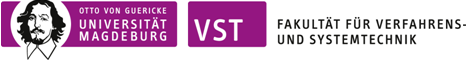 OTTO VON GUERICKE
UNIVERSITÄT
MAGDEBURG
VST
FAKULTÄT FÜR VERFAHRENS-
UND SYSTEMTECHNIK